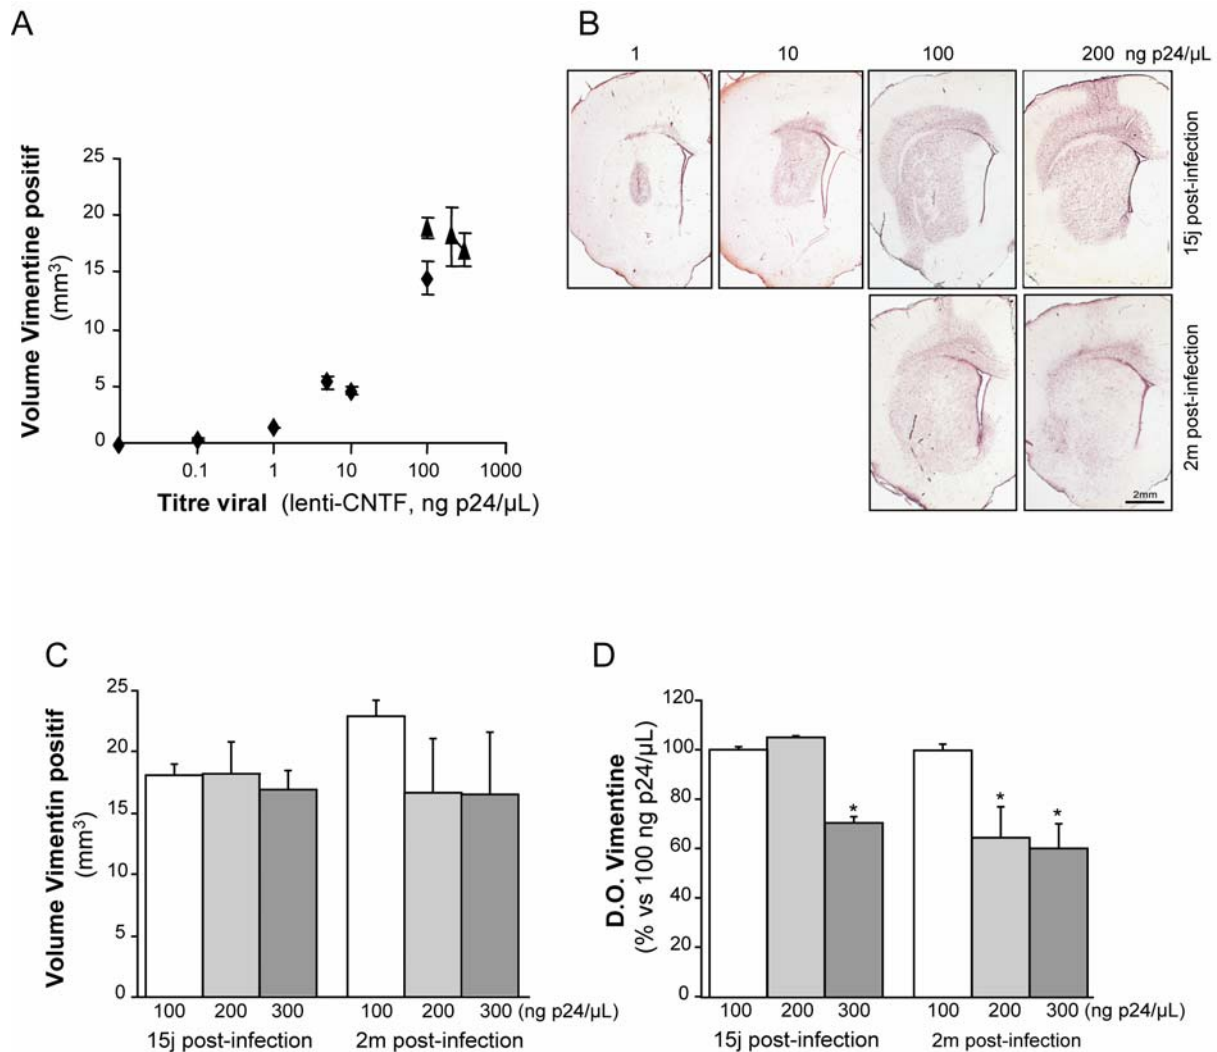 A
Volume Vimentine positif
(mm³)
25
20
15
10
5
0
0.1 1 10 100 1000
Titre viral (lenti-CNTF, ng p24/µL)
B
1 10 100 200 ng p24/µL
15j post-infection
2m post-infection
2mm
C
Volume Vimentin positif
(mm³)
25
20
15
10
5
0
100 200 300 100 200 300 (ng p24/µL)
15j post-infection 2m post-infection
D
D.O. Vimentine
(% vs 100 ng p24/µL)
120
100
80
60
40
20
0
* * *
100 200 300 100 200 300 (ng p24/µL)
15j post-infection 2m post-infection